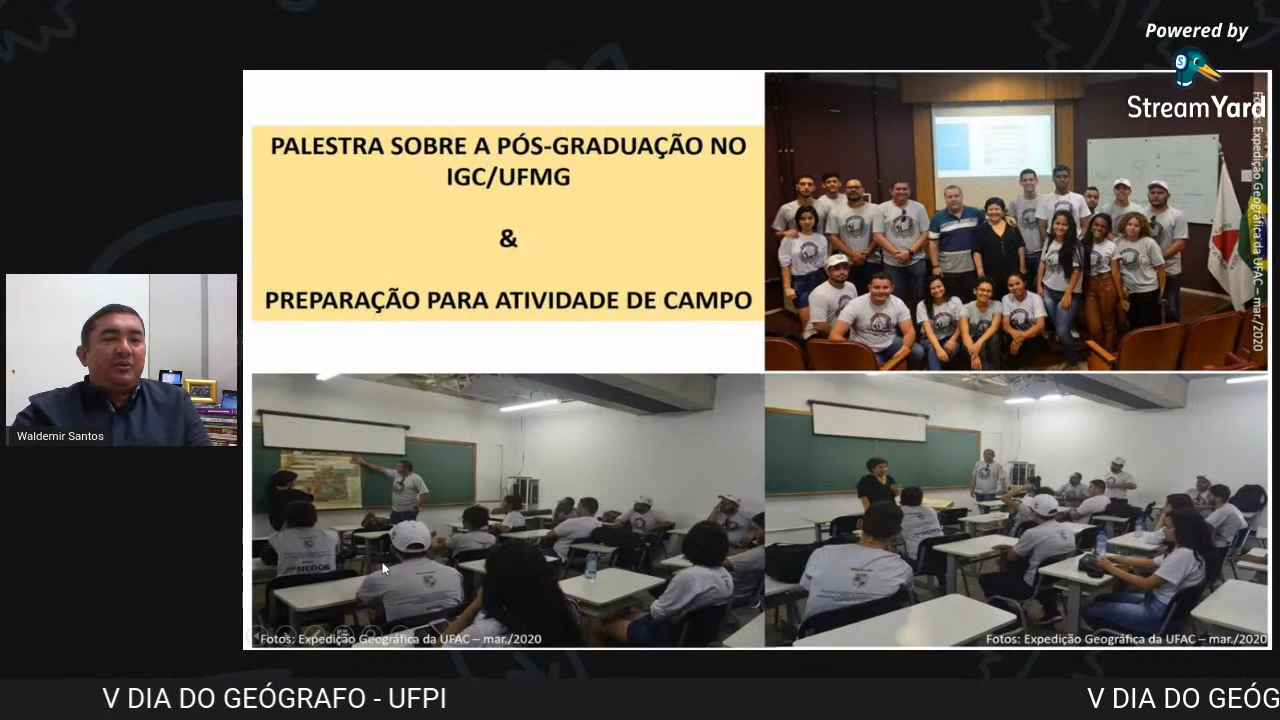 Powered by
StreamYard
PALESTRA SOBRE A PÓS-GRADUAÇÃO NO
IGC/UFMG
&
PREPARAÇÃO PARA ATIVIDADE DE CAMPO
Fotos: Expedição Geográfica da UFAC – mar./2020
Waldemir Santos
SICOOB
Fotos: Expedição Geográfica da UFAC – mar./2020
Fotos: Expedição Geográfica da UFAC – mar./2020
V DIA DO GEÓGRAFO - UFPI
V DIA DO GEÓG